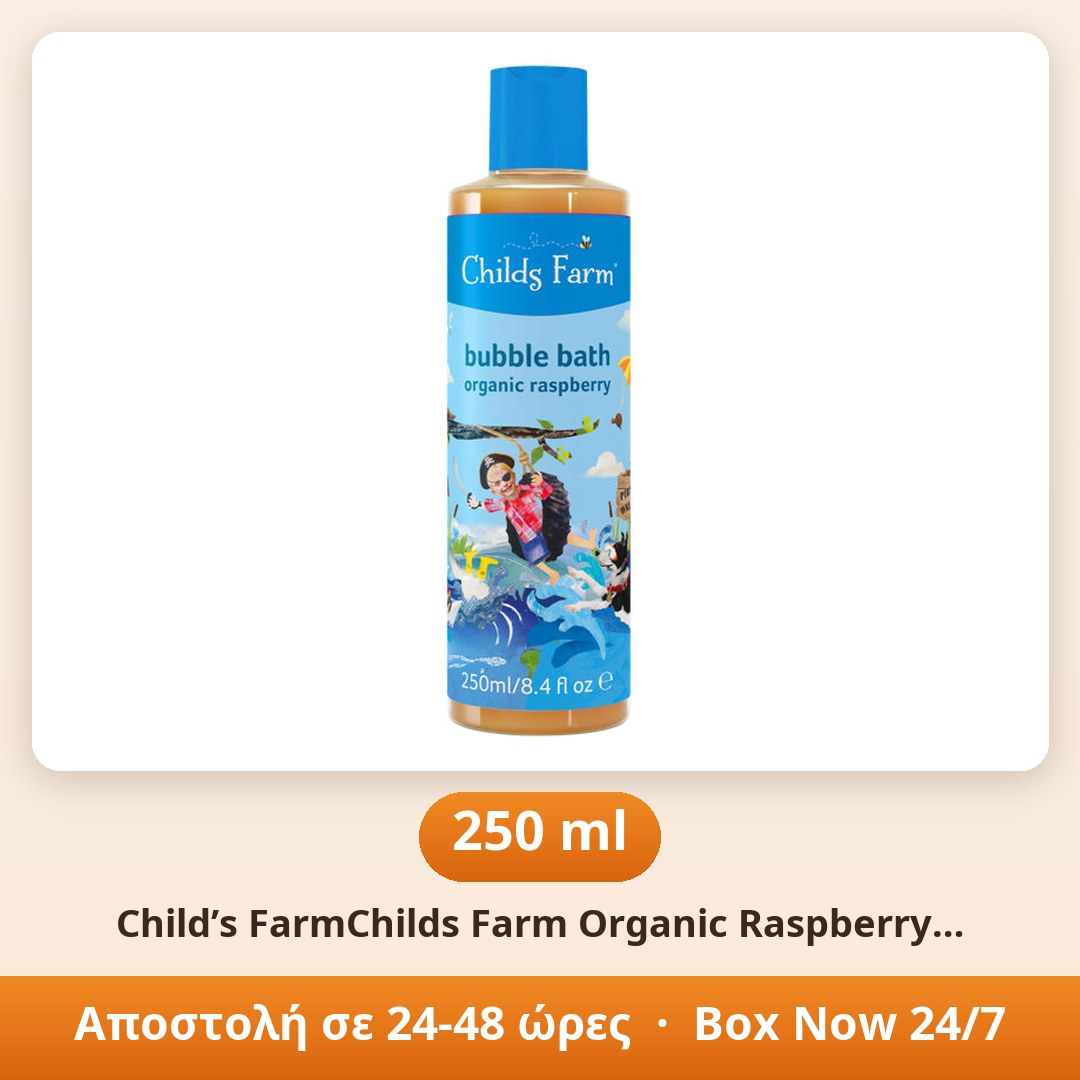 Childs Farm
bubble bath
organic raspberry
250ml/8.4 fl oz ℮
250 ml
Child’s FarmChilds Farm Organic Raspberry...
Αποστολή σε 24-48 ώρες · Box Now 24/7